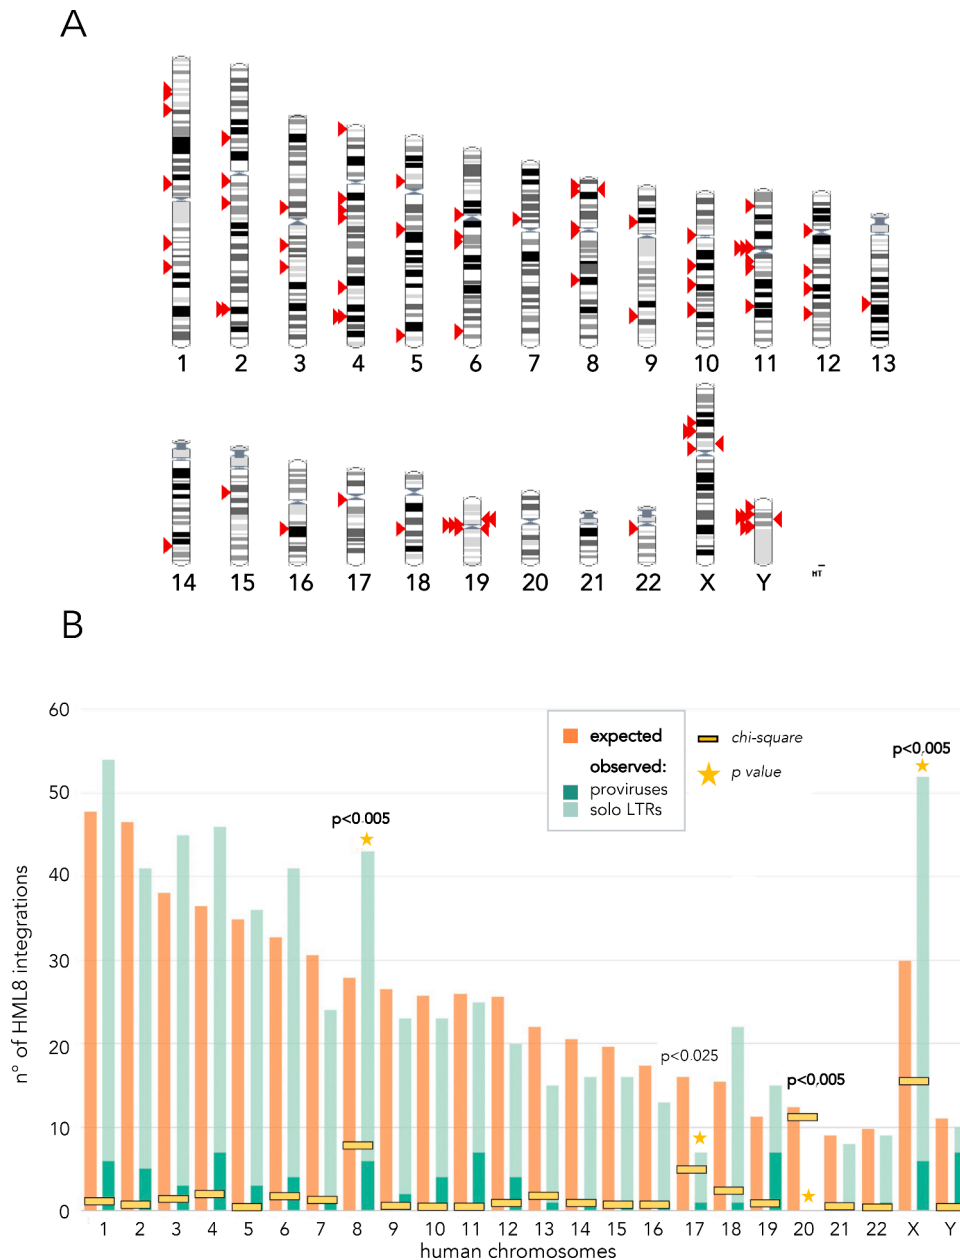 A
1 2 3 4 5 6 7 8 9 10 11 12 13
14 15 16 17 18 19 20 21 22 X Y MT
B
60
50
40
30
20
10
0
n° of HML8 integrations
expected
observed:
proviruses
solo LTRs
chi-square
p value
p<0.005
p<0.005
p<0.025
p<0,005
1 2 3 4 5 6 7 8 9 10 11 12 13 14 15 16 17 18 19 20 21 22 X Y
human chromosomes